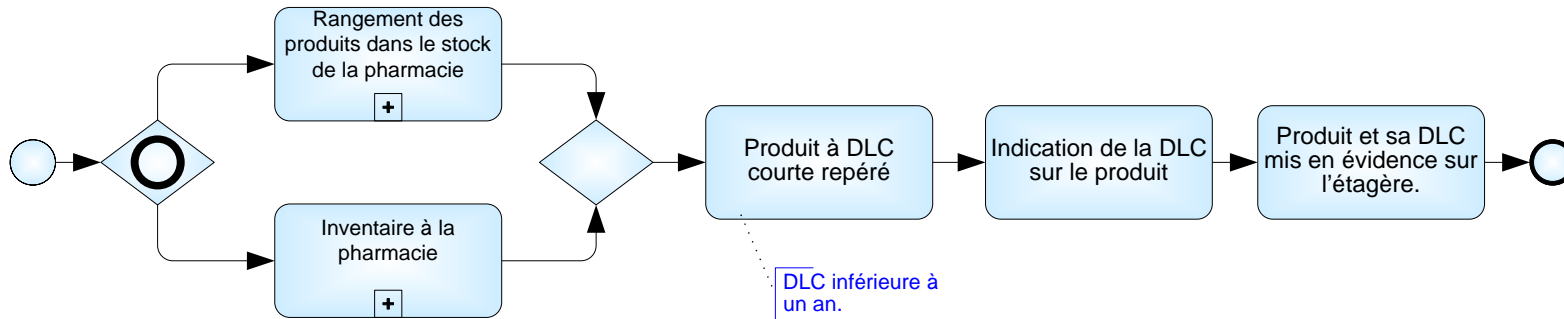 Rangement des
produits dans le stock
de la pharmacie
Inventaire à la
pharmacie
Produit à DLC
courte repéré
DLC inférieure à
un an.
Indication de la DLC
sur le produit
Produit et sa DLC
mis en évidence sur
l'étagère.